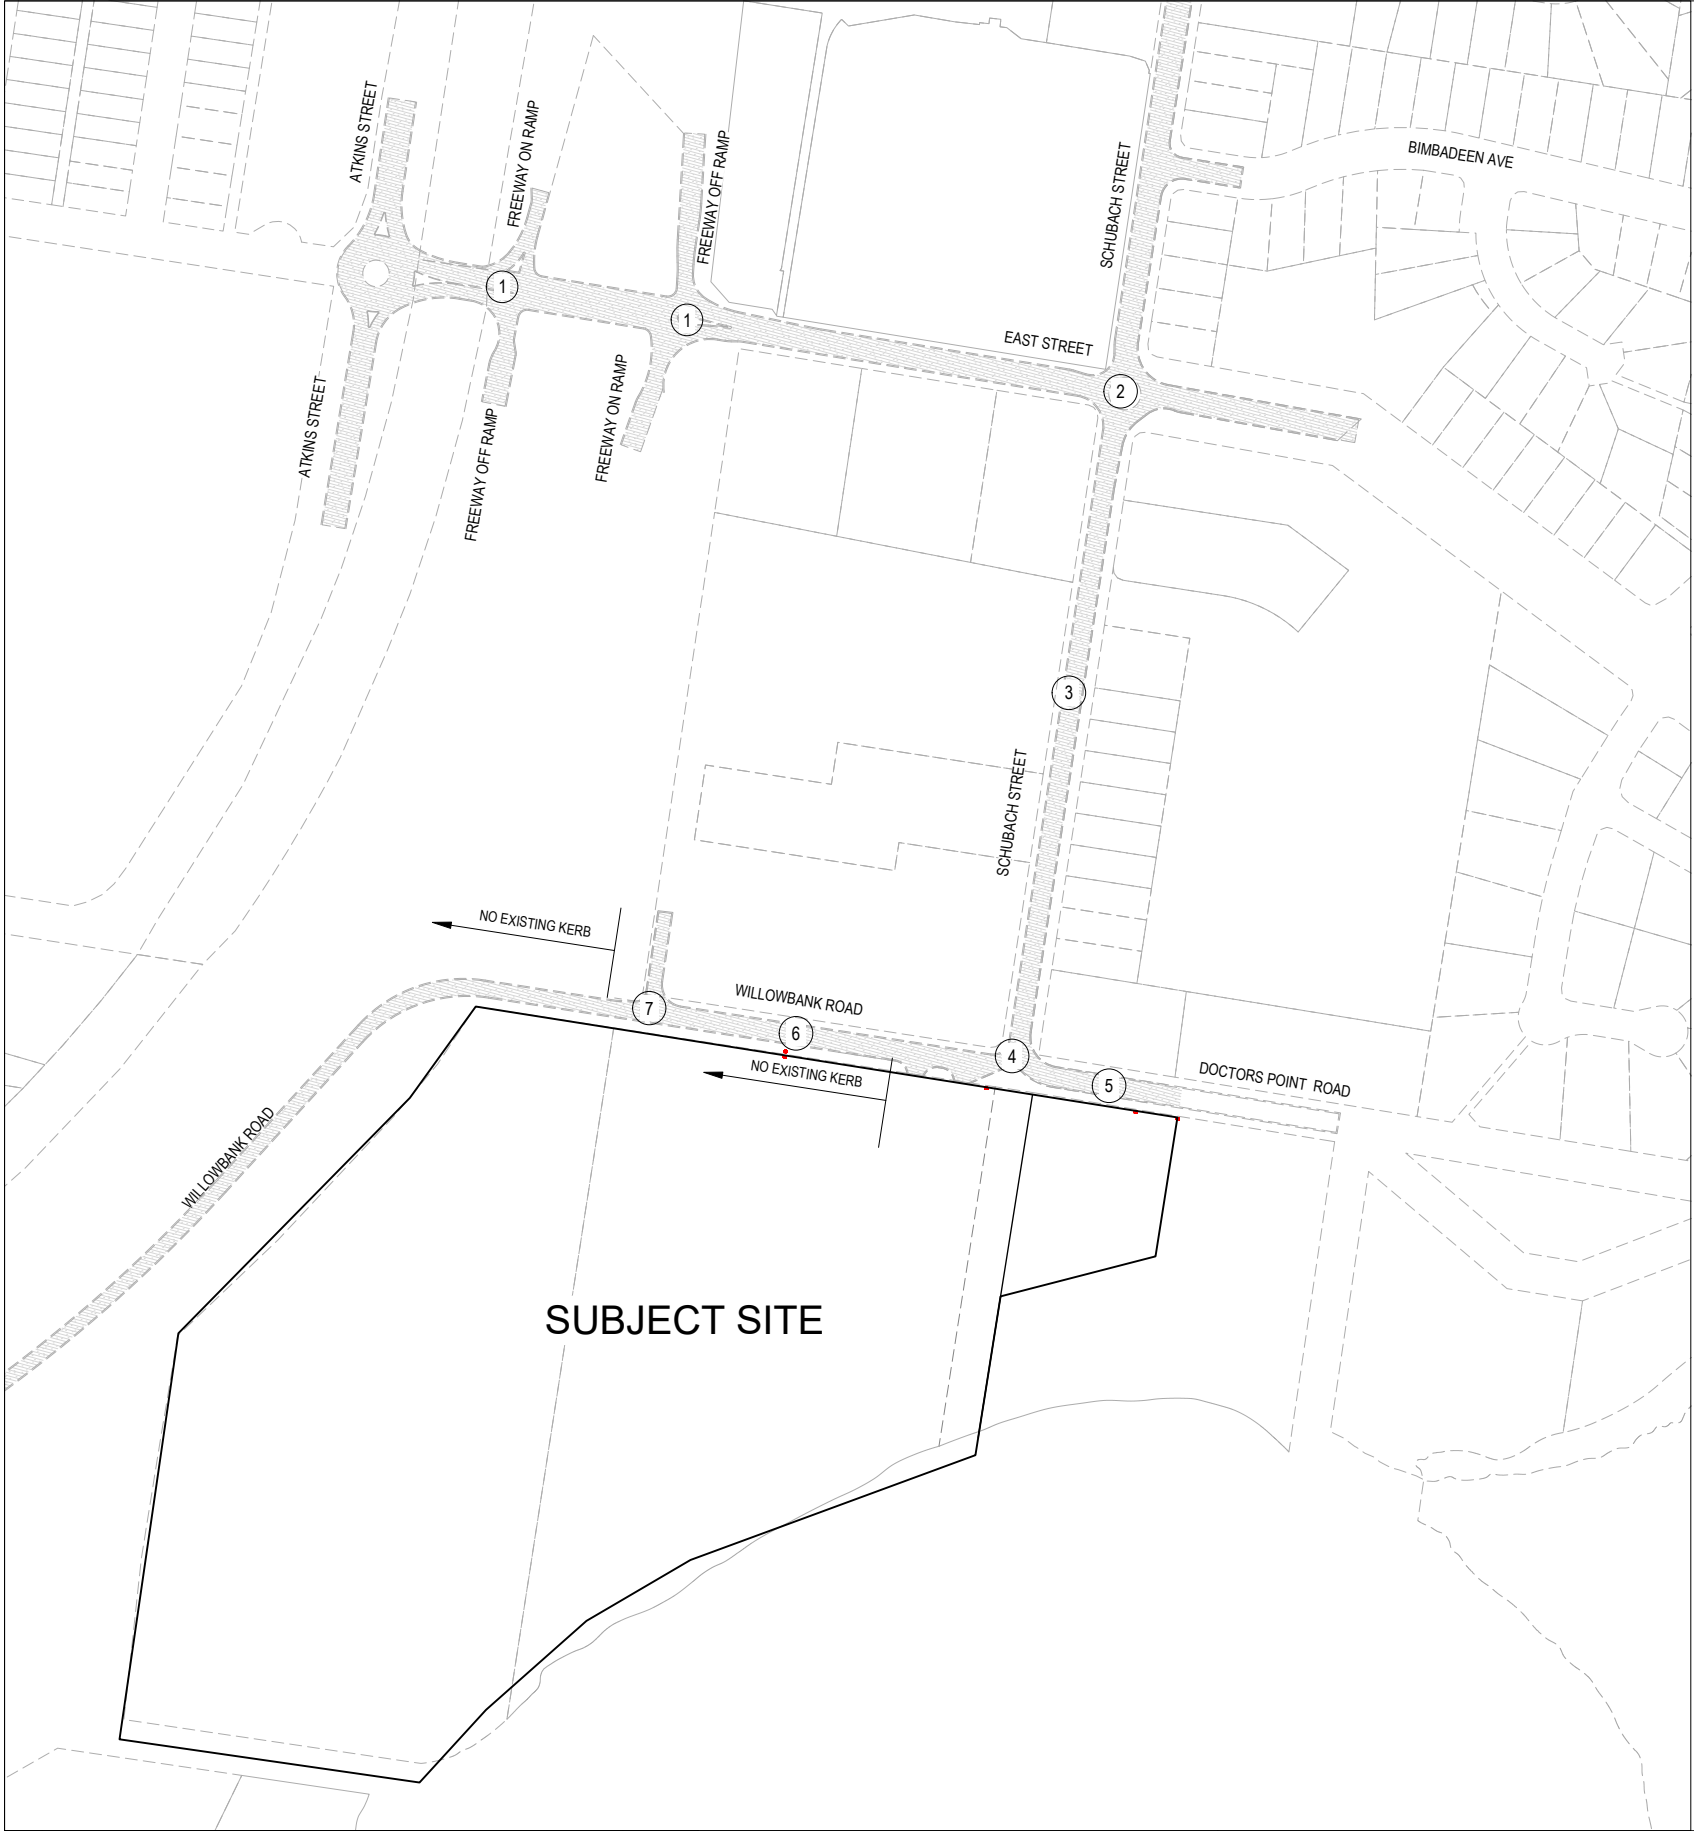 ATKINS STREET
FREEWAY ON RAMP
FREEWAY OFF RAMP
SCHUBACH STREET
BIMBADEEN AVE
1
1
EAST STREET
2
ATKINS STREET
FREEWAY OFF RAMP
FREEWAY ON RAMP
3
SCHUBACH STREET
NO EXISTING KERB
7
WILLOWBANK ROAD
6
4
NO EXISTING KERB
5
DOCTORS POINT ROAD
WILLOWBANK ROAD
SUBJECT SITE